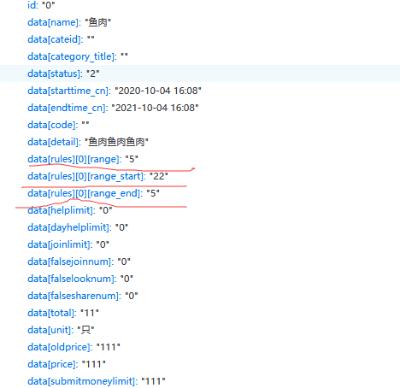 id: "0"
data[name]: "鱼肉"
data[cateid]: ""
data[category_title]: ""
data[status]: "2"
data[starttime_cn]: "2020-10-04 16:08"
data[endtime_cn]: "2021-10-04 16:08"
data[code]: ""
data[detail]: "鱼肉鱼肉鱼肉"
data[rules][0][range]: "5"
data[rules][0][range_start]: "22"
data[rules][0][range_end]: "5"
data[helplimit]: "0"
data[dayhelplimit]: "0"
data[joinlimit]: "0"
data[falsejoinnum]: "0"
data[falselooknum]: "0"
data[falsesharenum]: "0"
data[total]: "11"
data[unit]: "只"
data[oldprice]: "111"
data[price]: "111"
data[submitmoneylimit]: "111"